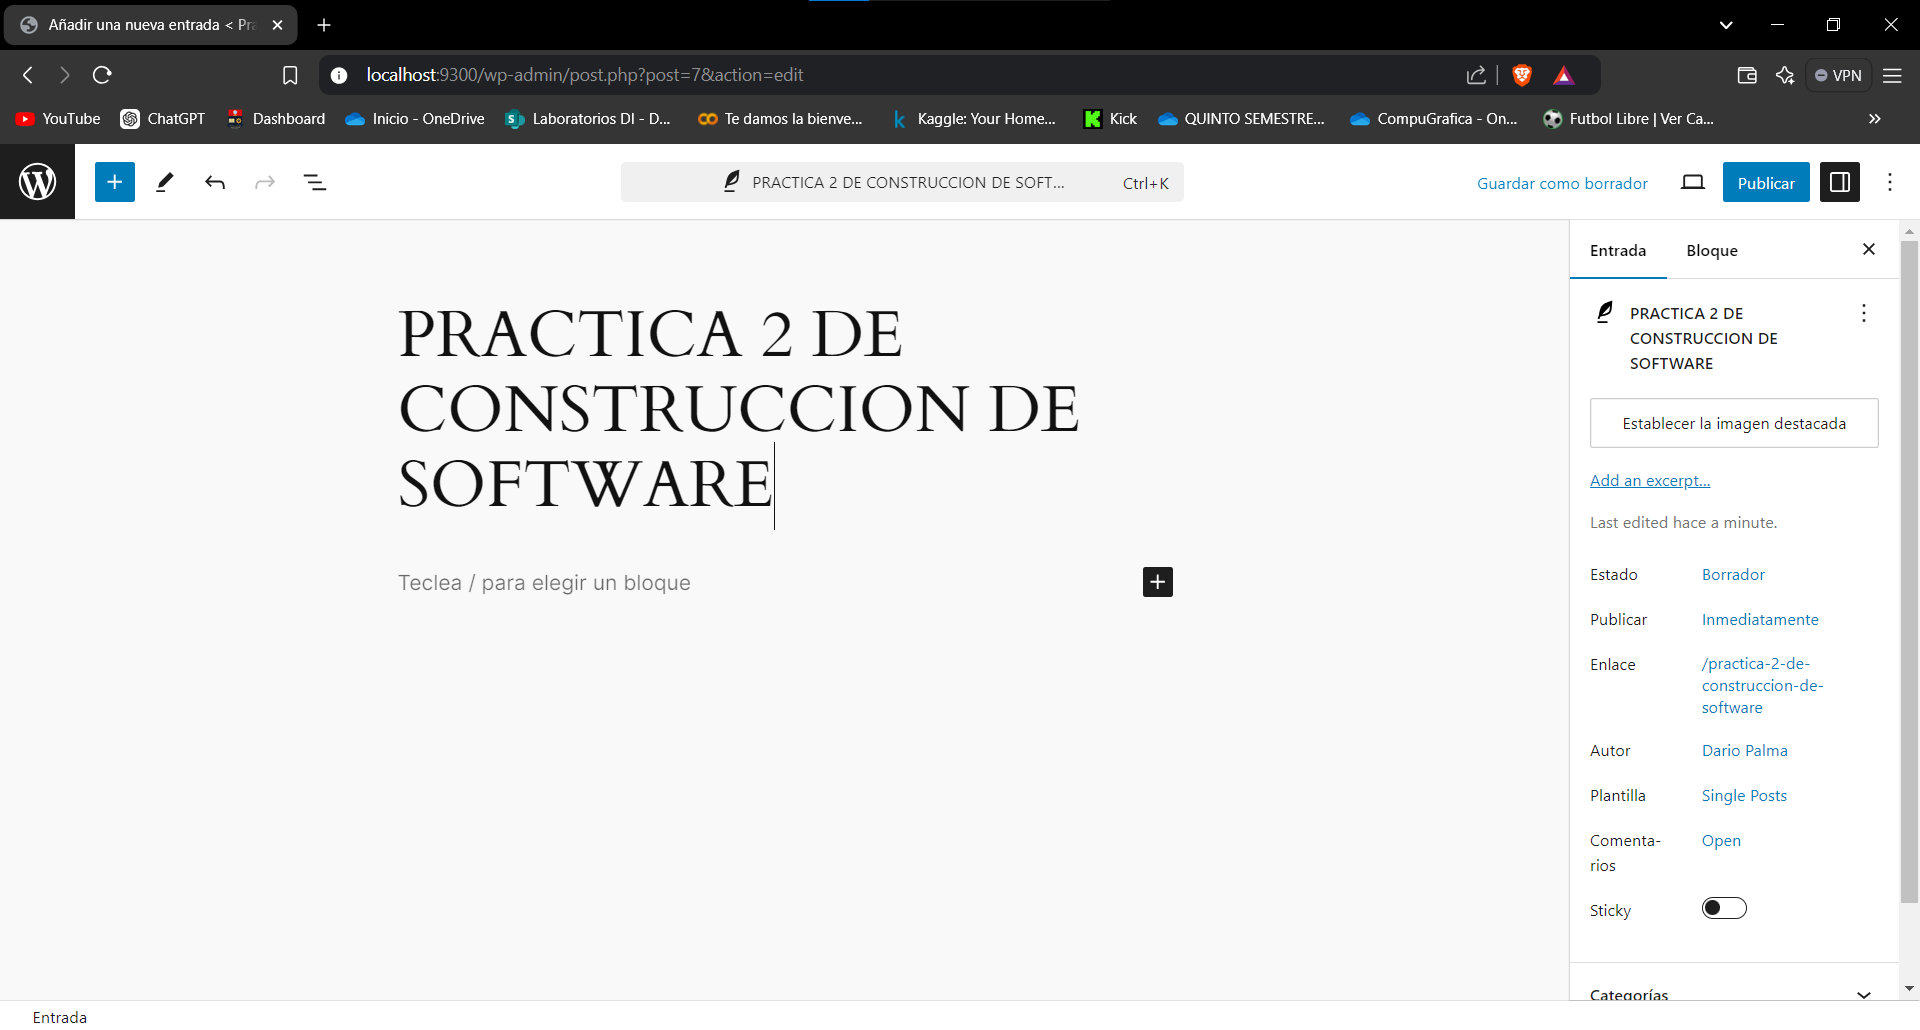 Añadir una nueva entrada < Pra
localhost:9300/wp-admin/post.php?post=7&action=edit
VPN
YouTube
ChatGPT
Dashboard
Inicio - OneDrive
Laboratorios DI - D...
Te damos la bienve...
Kaggle: Your Home...
Kick
QUINTO SEMESTRE...
CompuGrafica - On...
Futbol Libre | Ver Ca...
PRACTICA 2 DE CONSTRUCCION DE SOFT...
Ctrl+K
Guardar como borrador
Publicar
PRACTICA 2 DE
CONSTRUCCION DE
SOFTWARE
Teclea / para elegir un bloque
Entrada
Bloque
PRACTICA 2 DE
CONSTRUCCION DE
SOFTWARE
Establecer la imagen destacada
Add an excerpt...
Last edited hace a minute.
Estado
Borrador
Publicar
Inmediatamente
Enlace
/practica-2-de-
construccion-de-
software
Autor
Dario Palma
Plantilla
Single Posts
Comenta-
rios
Open
Sticky
Categorías
Entrada